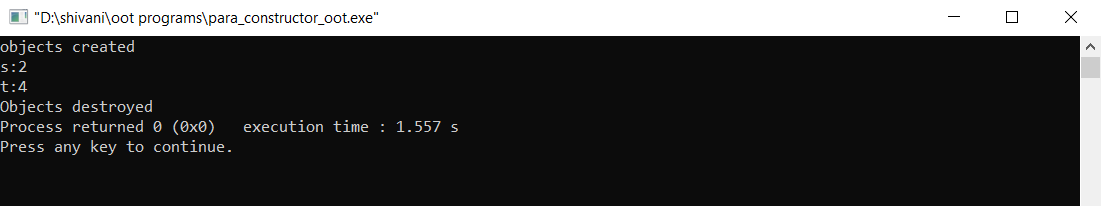 "D:\shivani\oot programs\para_constructor_oot.exe"
objects created
s:2
t:4
Objects destroyed
Process returned 0 (0x0)   execution time : 1.557 s
Press any key to continue.